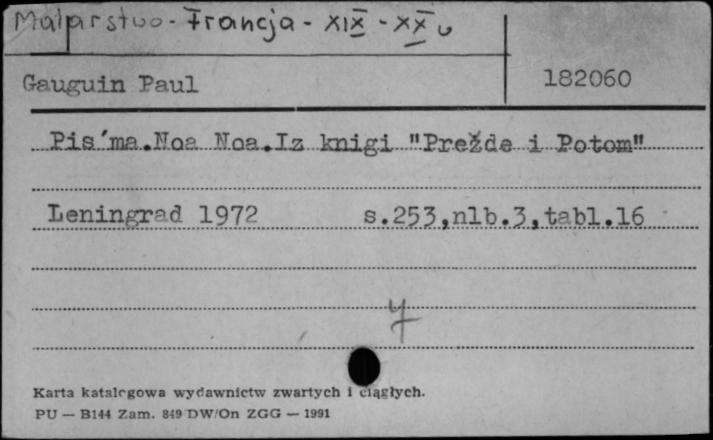 Malarstwo - Francja - XIX - XX w
Gauguin Paul 182060
Pis'ma.Noa Noa.Iz knigi "Prežde i Potom"
Leningrad 1972 s.253,nlb.3,tabl.16
Karta katalogowa wydawnictw zwartych i ciągłych.
PU — B144 Zam. 849 DW/On ZGG — 1991